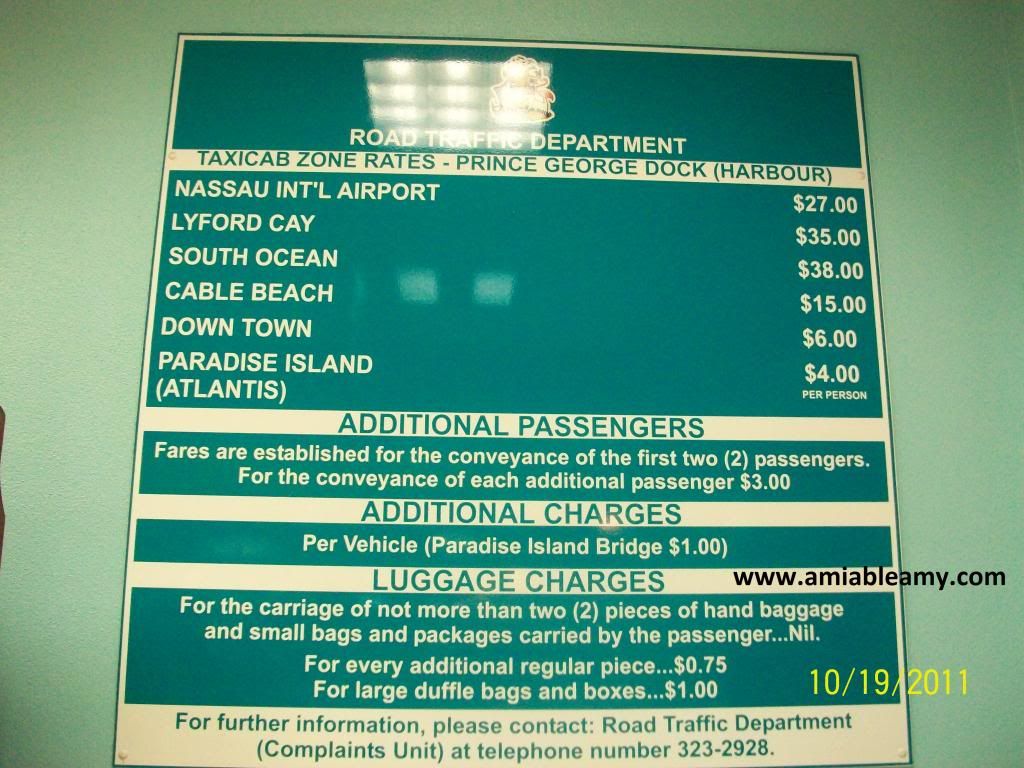 ROAD TRAFFIC DEPARTMENT
TAXICAB ZONE RATES - PRINCE GEORGE DOCK (HARBOUR)
NASSAU INT'L AIRPORT $27.00
LYFORD CAY $35.00
SOUTH OCEAN $38.00
CABLE BEACH $15.00
DOWN TOWN $6.00
PARADISE ISLAND $4.00
(ATLANTIS) PER PERSON
ADDITIONAL PASSENGERS
Fares are established for the conveyance of the first two (2) passengers.
For the conveyance of each additional passenger $3.00
ADDITIONAL CHARGES
Per Vehicle (Paradise Island Bridge $1.00)
LUGGAGE CHARGES
www.amiableamy.com
For the carriage of not more than two (2) pieces of hand baggage
and small bags and packages carried by the passenger...Nil.
For every additional regular piece...$0.75
For large duffle bags and boxes...$1.00
10/19/2011
For further information, please contact: Road Traffic Department
(Complaints Unit) at telephone number 323-2928.